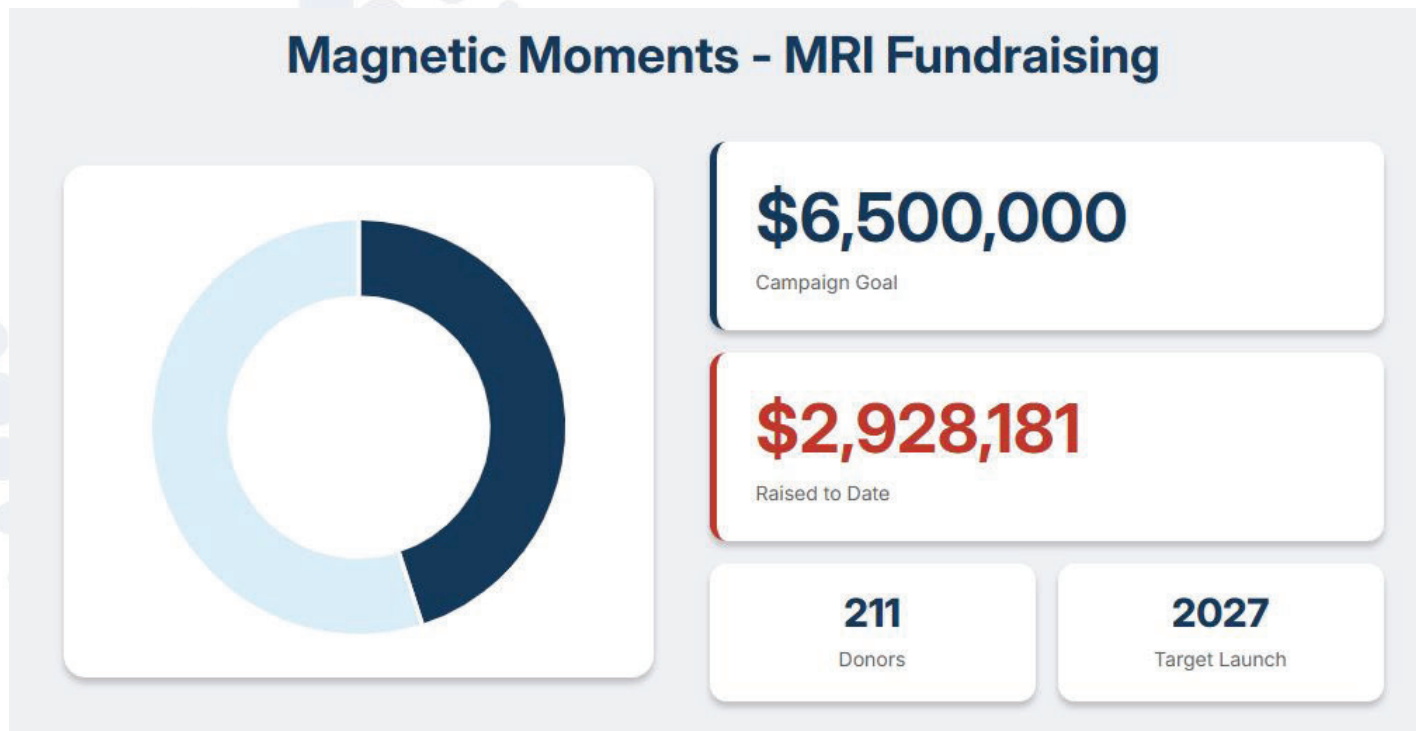 Magnetic Moments - MRI Fundraising
$6,500,000
Campaign Goal
$2,928,181
Raised to Date
211
Donors
2027
Target Launch